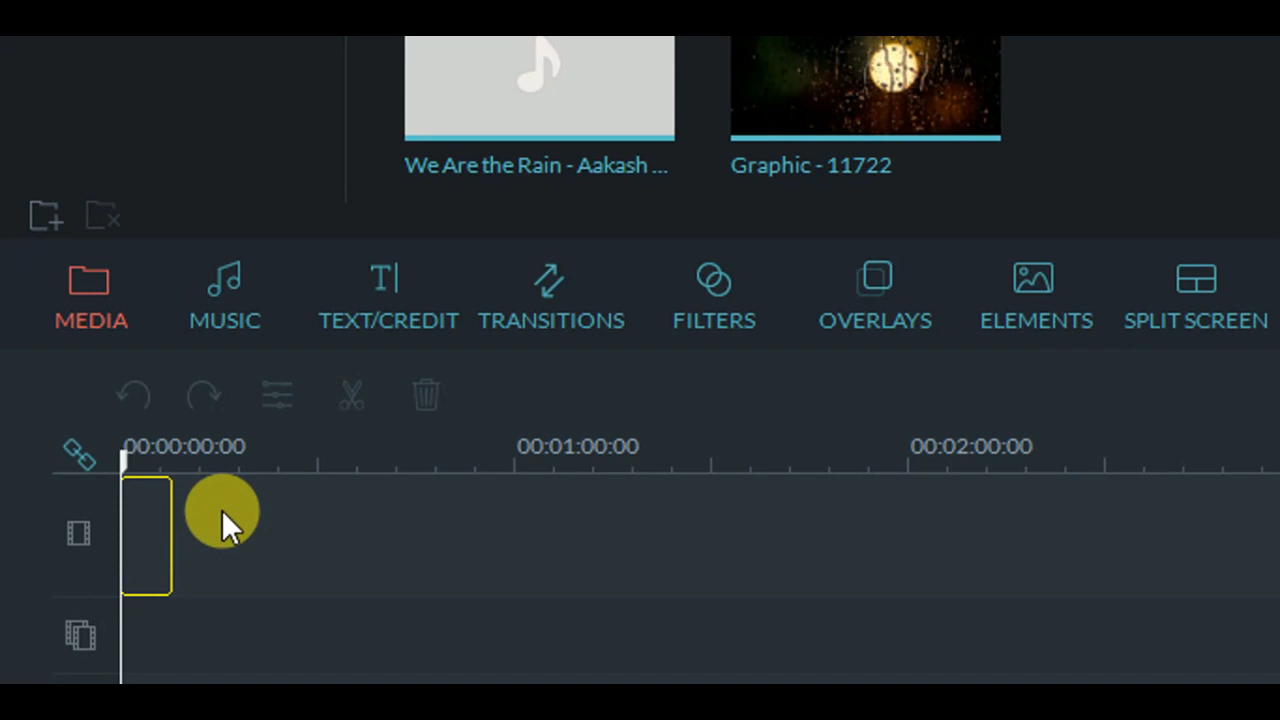 We Are the Rain - Aakash ...
Graphic - 11722
MEDIA
MUSIC
TEXT/CREDIT
TRANSITIONS
FILTERS
OVERLAYS
ELEMENTS
SPLIT SCREEN
00:00:00:00
00:01:00:00
00:02:00:00